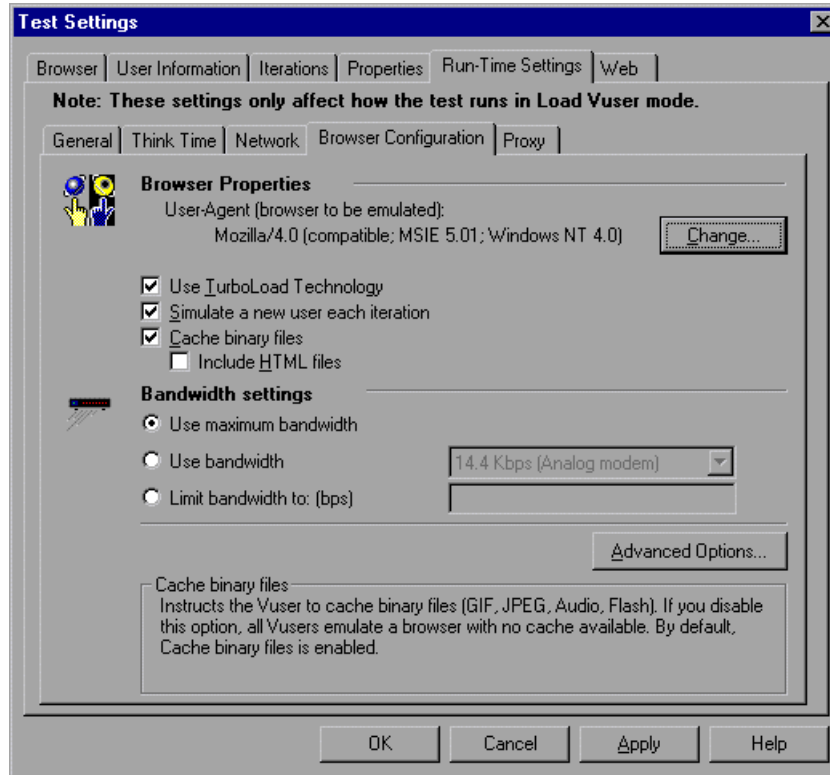 Test Settings
Browser User Information Iterations Properties Run-Time Settings Web
Note: These settings only affect how the test runs in Load Vuser mode.
General Think Time Network Browser Configuration Proxy
Browser Properties
User-Agent (browser to be emulated):
Mozilla/4.0 (compatible; MSIE 5.01; Windows NT 4.0) Change...
Use TurboLoad Technology
Simulate a new user each iteration
Cache binary files
Include HTML files
Bandwidth settings
Use maximum bandwidth
Use bandwidth 14.4 Kbps (Analog modem)
Limit bandwidth to: (bps)
Advanced Options...
Cache binary files
Instructs the Vuser to cache binary files (GIF, JPEG, Audio, Flash). If you disable
this option, all Vusers emulate a browser with no cache available. By default,
Cache binary files is enabled.
OK Cancel Apply Help